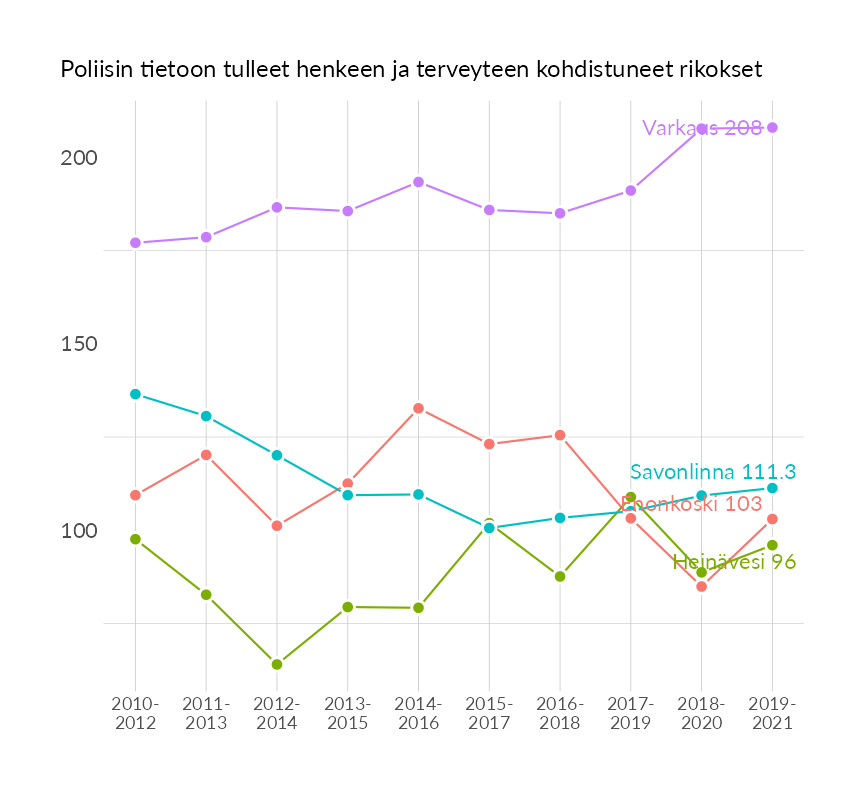 Poliisin tietoon tulleet henkeen ja terveyteen kohdistuneet rikokset
Varkaus 208
200
150
Savonlinna 111.3
Enonkoski 103
100
Heinävesi 96
2010- 2011- 2012- 2013- 2014- 2015- 2016- 2017- 2018- 2019-
2012 2013 2014 2015 2016 2017 2018 2019 2020 2021